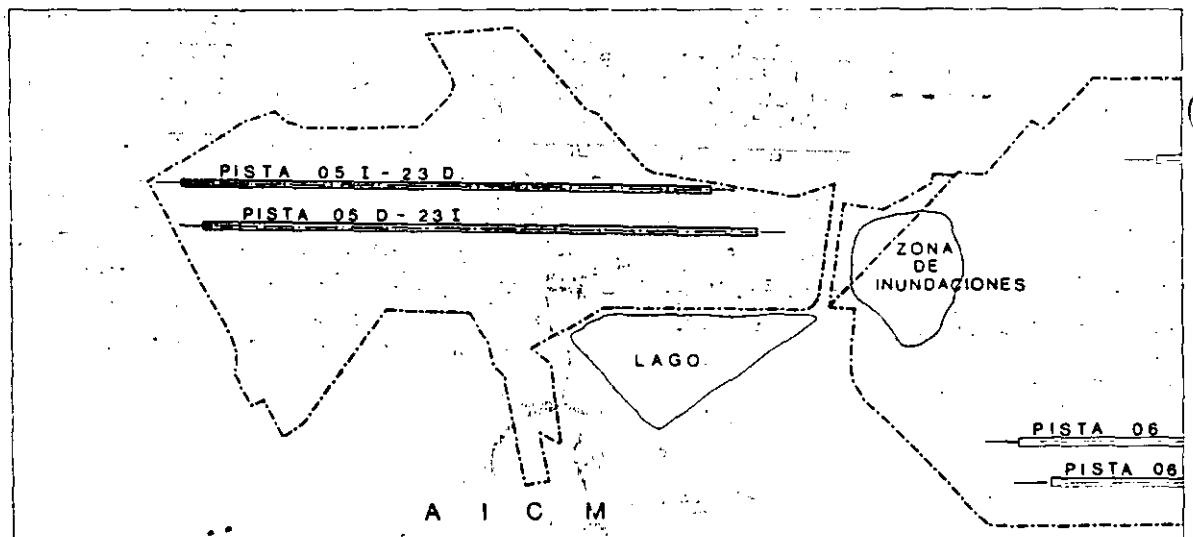 PISTA 05 I-23 D
PISTA 05 D-23 I
ZONA
DE
INUNDACIONES
LAGO
PISTA 06
PISTA 06
A I C M